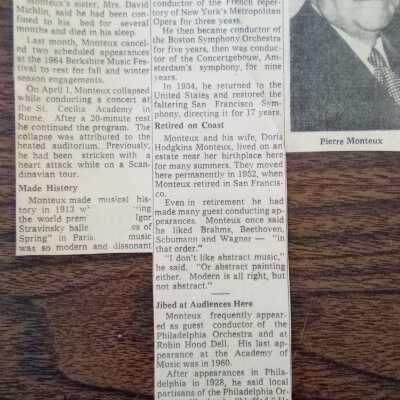 Monteux's sister, Mrs. David
Michlin, said he had been con-
fined to his bed for several
months and died in his sleep.
Last month, Monteux cancel-
ed two scheduled appearances
at the 1964 Berkshire Music Fes-
tival to rest for fall and winter
season engagements.
On April 1, Monteux collapsed
while conducting a concert at
the St. Cecilia Academy in
Rome. After a 20-minute rest
he continued the program. The
collapse was attributed to the
heated auditorium. Previously,
he had been stricken with a
heart attack while on a Scan-
dinavian tour.
Made History
Monteux made musical his-
tory in 1913 w ing
the world prem Igor
Stravinsky balle es of
Spring" in Paris. music
was so modern and dissonant
conductor of the French reper-
tory of New York's Metropolitan
Opera for three years.
He then became conductor of
the Boston Symphony Orchestra
for five years, then was conduc-
tor of the Concertgebouw, Am-
sterdam's symphony, for nine
years.
In 1934, he returned to the
United States and restored the
faltering San Francisco Sym-
phony, directing it for 17 years.
Retired on Coast
Monteux and his wife, Doris
Hodgkins Monteux, lived on an
estate near her birthplace here
for many summers. They moved
here permanently in 1952, when
Monteux retired in San Francis-
co.
Even in retirement he had
made many guest conducting ap-
pearances. Monteux once said
he liked Brahms, Beethoven,
Schumann and Wagner — "in
that order."
"I don't like abstract music,"
he said. "Or abstract painting
either. Modern is all right, but
not abstract."
Jibed at Audiences Here
Monteux frequently appear-
ed as guest conductor of the
Philadelphia Orchestra and at
Robin Hood Dell. His last ap-
pearance at the Academy of
Music was in 1960.
After appearances in Phil-
adelphia in 1928, he said local
partisans of the Philadelphia Or-
Pierre Monteux